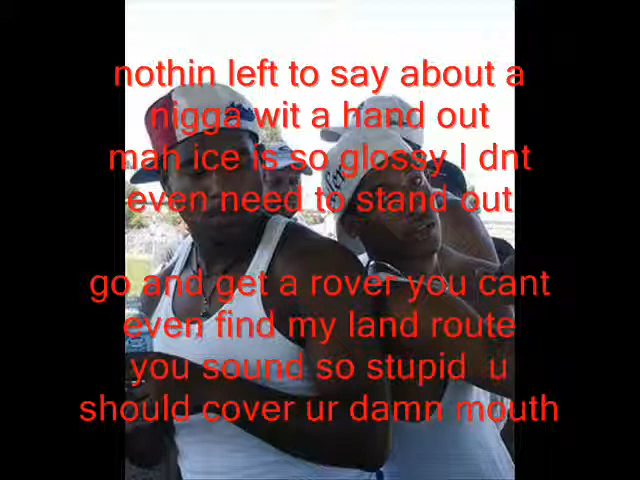 nothin left to say about a
nigga wit a hand out
mah ice is so glossy I dnt
even need to stand out
go and get a rover you cant
even find my land route
you sound so stupid u
should cover ur damn mouth